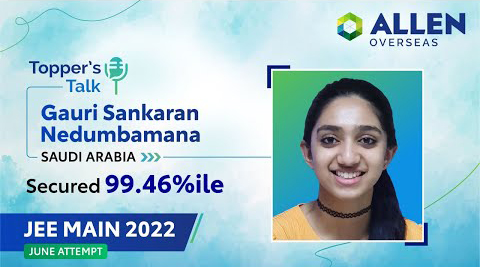 ALLEN
OVERSEAS
Topper's
Talk
Gauri Sankaran
Nedumbamana
SAUDI ARABIA >>>
Secured 99.46%ile
JEE MAIN 2022
JUNE ATTEMPT